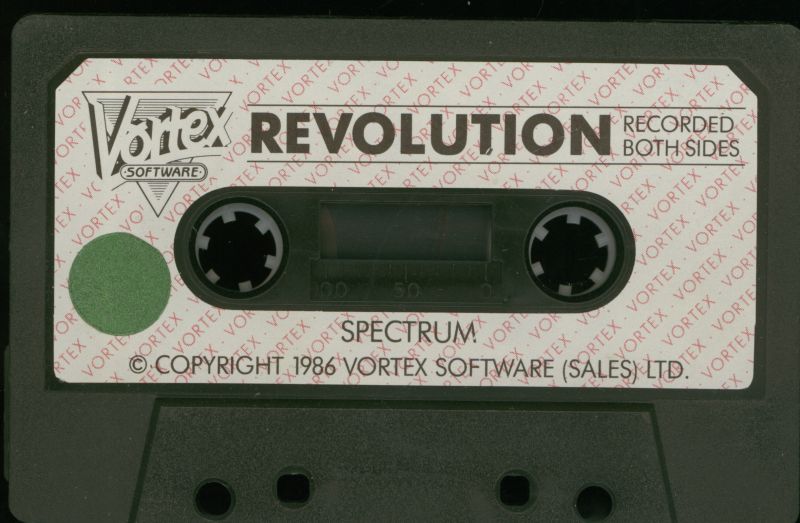 Vortex
SOFTWARE
REVOLUTION
RECORDED
BOTH SIDES
100 50 0
SPECTRUM
© COPYRIGHT 1986 VORTEX SOFTWARE (SALES) LTD.